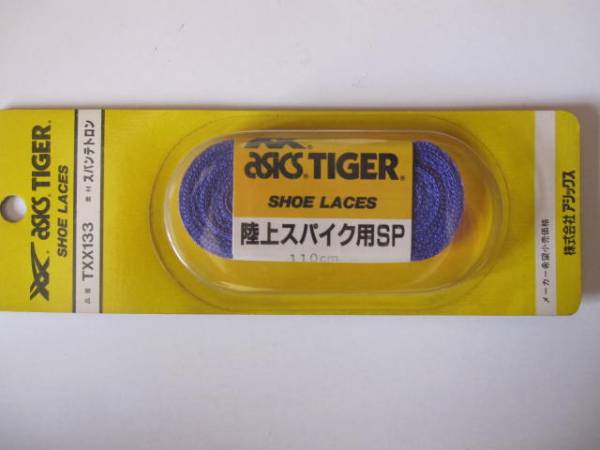 asics TIGER®
SHOE LACES
品番 TXX133 素材 スパンテトロン
asics TIGER®
SHOE LACES
陸上スパイク用SP
110cm
メーカー希望小売価格
株式会社 アシックス